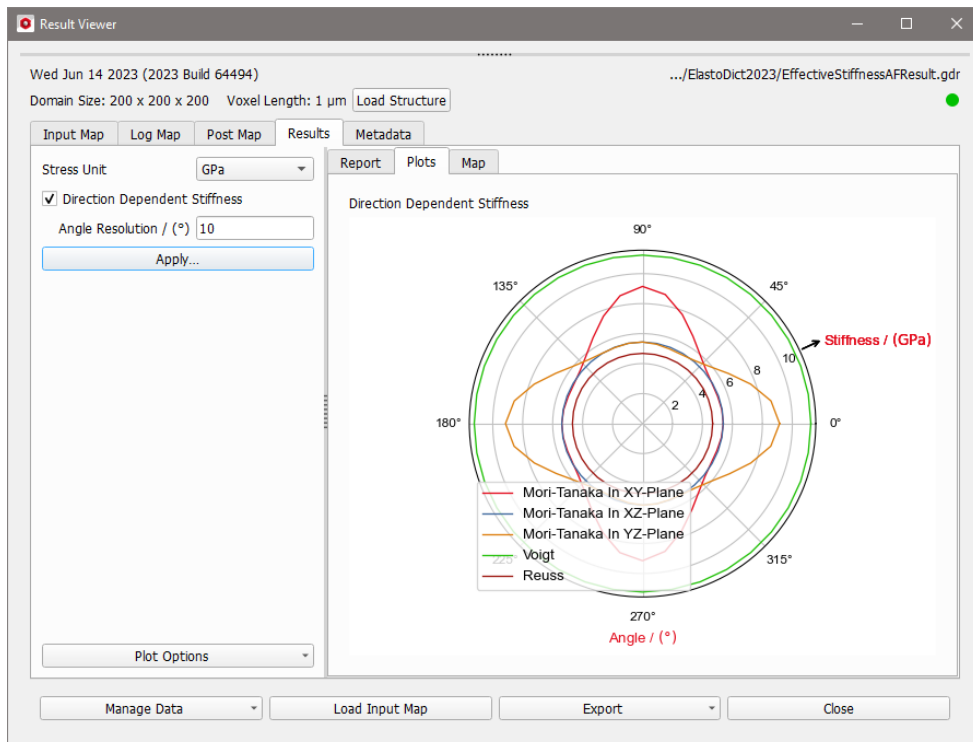 Result Viewer
Wed Jun 14 2023 (2023 Build 64494)
.../ElastoDict2023/EffectiveStiffnessAFResult.gdr
Domain Size: 200 x 200 x 200 Voxel Length: 1 µm Load Structure
Input Map Log Map Post Map Results Metadata
Stress Unit GPa
Direction Dependent Stiffness
Angle Resolution / (°) 10
Apply...
Plot Options
Report Plots Map
Direction Dependent Stiffness
90°
135° 45°
Stiffness / (GPa)
10
8
6
4
2
180° 0°
Mori-Tanaka In XY-Plane
Mori-Tanaka In XZ-Plane
Mori-Tanaka In YZ-Plane
Voigt
Reuss
225° 315°
270°
Angle / (°)
Manage Data Load Input Map Export Close